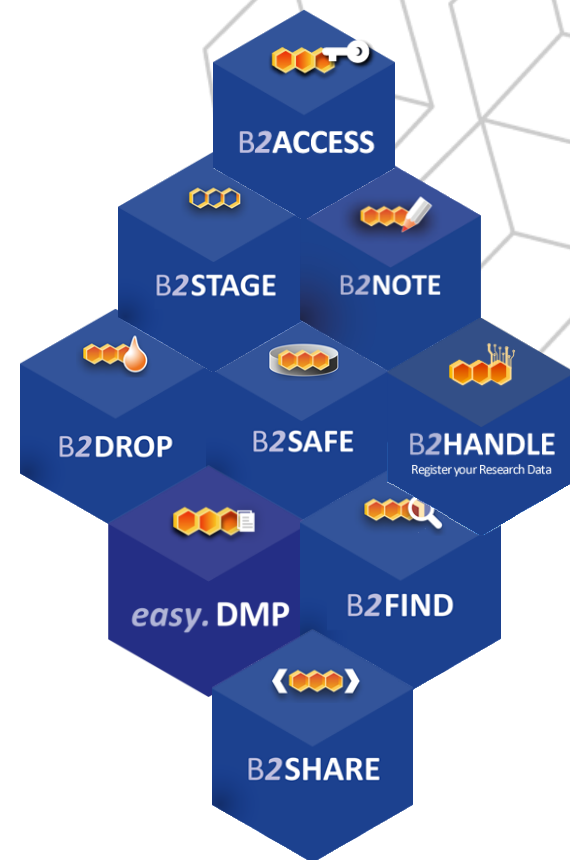 B2ACCESS
B2STAGE
B2NOTE
B2DROP
B2SAFE
B2HANDLE
Register your Research Data
easy.DMP
B2FIND
B2SHARE